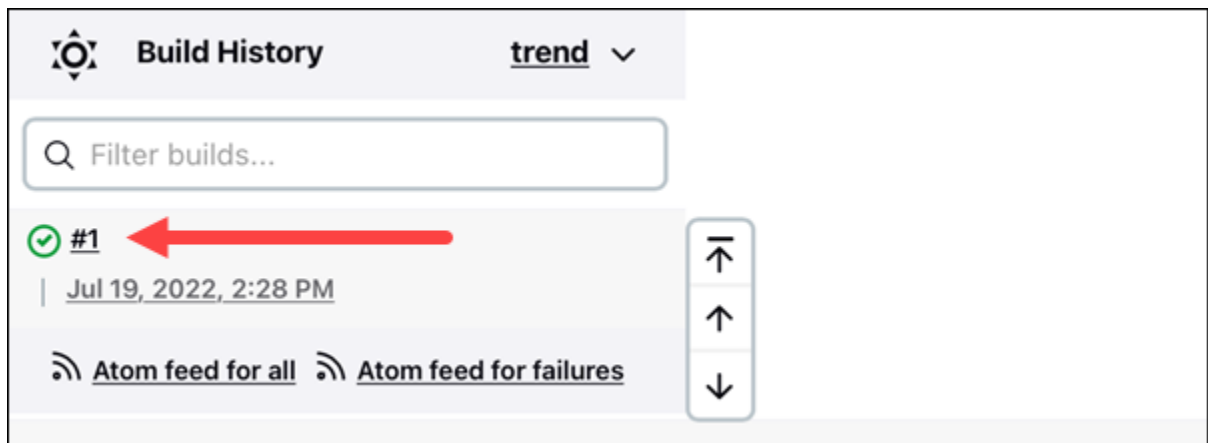 Build History trend
Filter builds...
#1
Jul 19, 2022, 2:28 PM
Atom feed for all Atom feed for failures